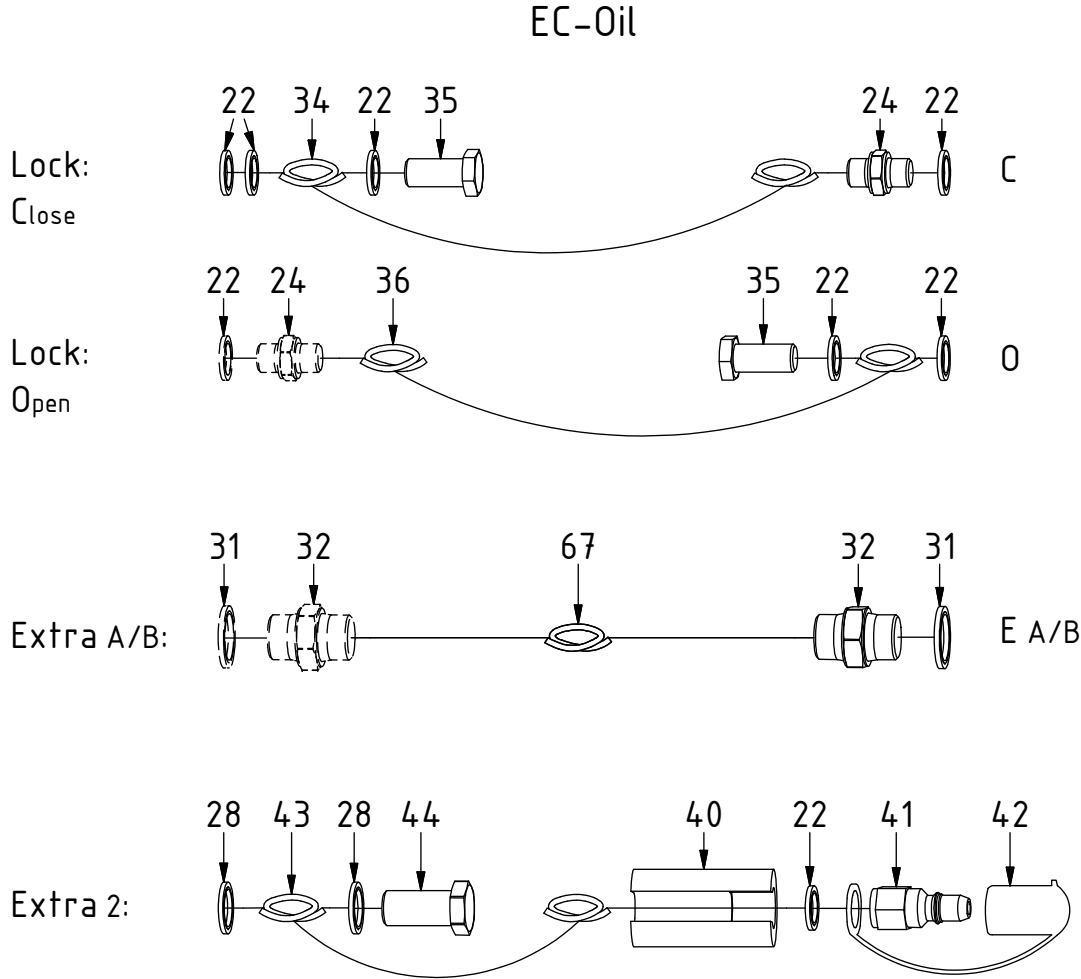 EC-Oil
22 34 22 35 24 22
Lock: C
Close
22 24 36 35 22 22
Lock: O
Open
31 32 67 32 31
Extra A/B: E A/B
28 43 28 44 40 22 41 42
Extra 2: